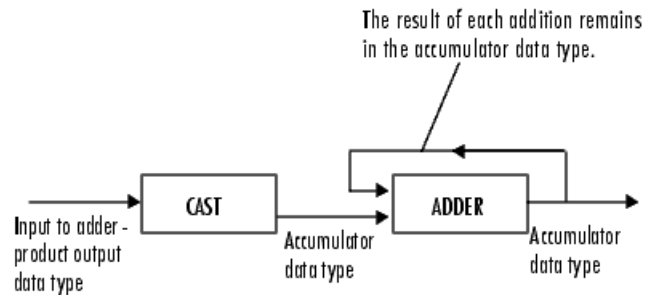 The result of each addition remains
in the accumulator data type.
CAST
ADDER
Input to adder -
product output
data type
Accumulator
data type
Accumulator
data type